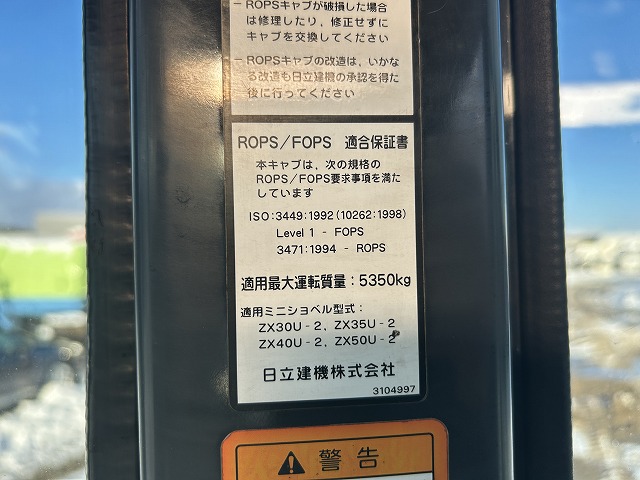 – ROPSキャブが破損した場合
は修理したり、修正せずに
キャブを交換してください
– ROPSキャブの改造は、いかな
る改造も日立建機の承認を得た
後に行ってください
ROPS/FOPS 適合保証書
本キャブは、次の規格の
ROPS/FOPS要求事項を満た
しています
ISO:3449:1992(10262:1998)
Level 1 - FOPS
3471:1994 - ROPS
適用最大運転質量：5350kg
適用ミニショベル型式：
ZX30U-2、ZX35U-2
ZX40U-2、ZX50U-2
日立建機株式会社
3104997
警告